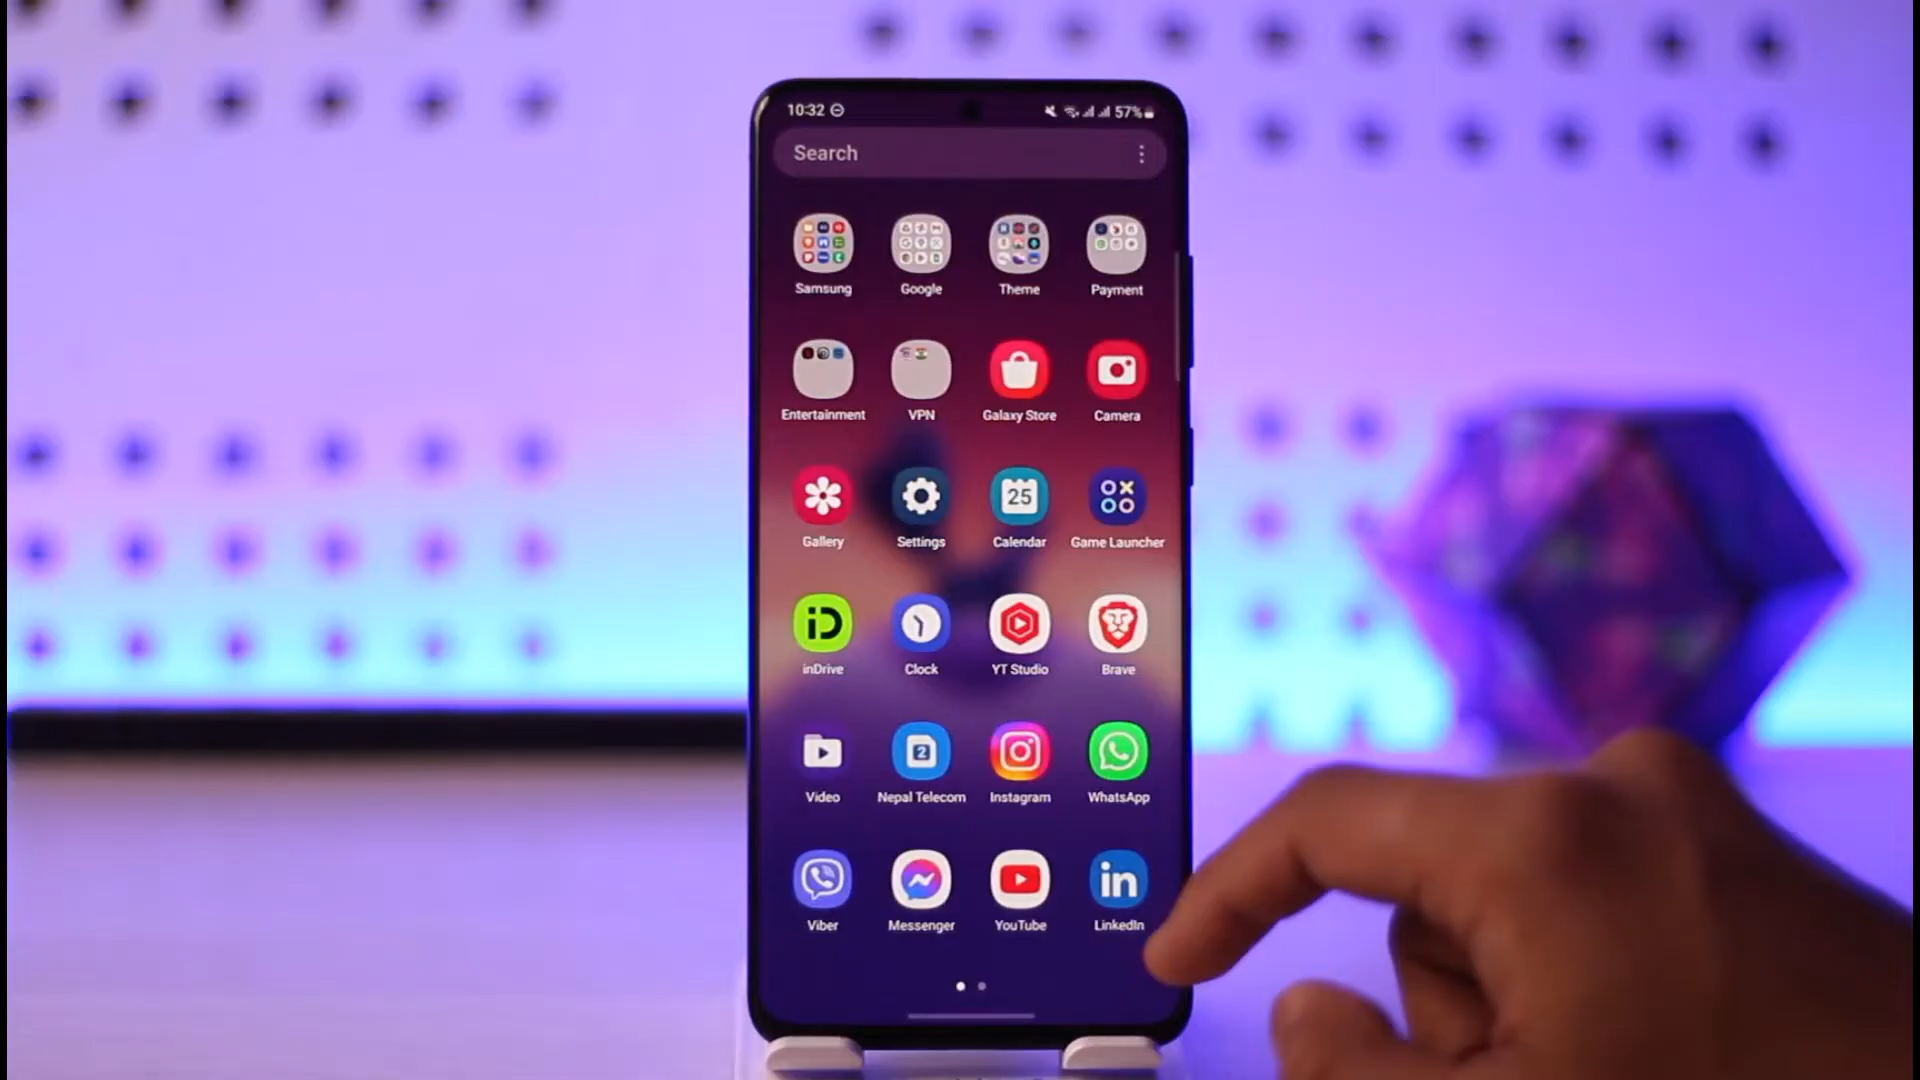 10:32 57%
Search
Samsung Google Theme Payment
Entertainment VPN Galaxy Store Camera
25
Gallery Settings Calendar Game Launcher
iD
inDrive Clock YT Studio Brave
2
Video Nepal Telecom Instagram WhatsApp
in
Viber Messenger YouTube LinkedIn